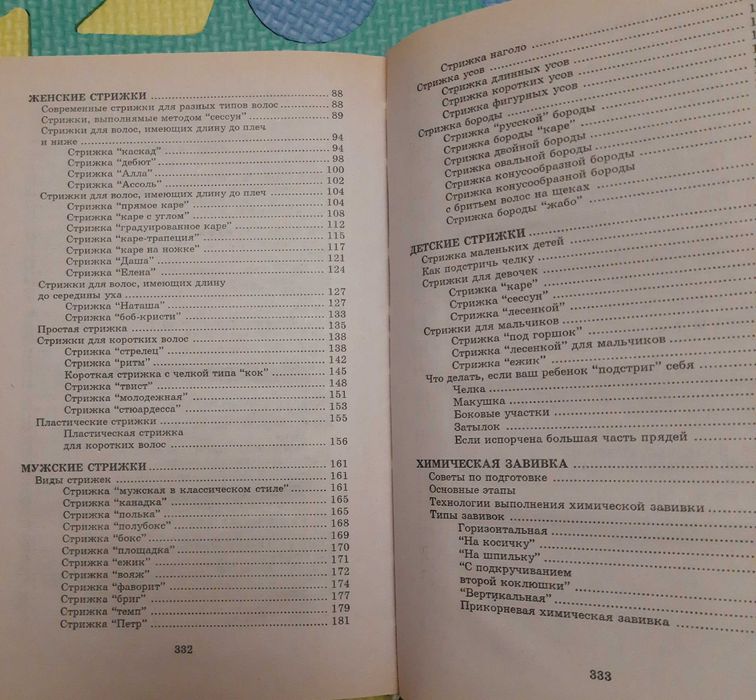 ЖЕНСКИЕ СТРИЖКИ 88
Современные стрижки для разных типов волос 88
Стрижки, выполняемые методом “сессун” 89
Стрижки для волос, имеющих длину до плеч
и ниже 94
Стрижка “каскад” 94
Стрижка “дебют” 98
Стрижка “Алла” 100
Стрижка “Ассоль” 102
Стрижки для волос, имеющих длину до плеч 104
Стрижка “прямое каре” 104
Стрижка “каре с углом” 108
Стрижка “градуированное каре” 112
Стрижка “каре-трапеция” 115
Стрижка “каре на ножке” 117
Стрижка “Даша” 121
Стрижка “Елена” 124
Стрижки для волос, имеющих длину
до середины уха 127
Стрижка “Наташа” 127
Стрижка “боб-кристи” 133
Простая стрижка 135
Стрижки для коротких волос 138
Стрижка “стрелец” 138
Стрижка “ритм” 142
Короткая стрижка с челкой типа “кок” 145
Стрижка “твист” 148
Стрижка “молодежная” 151
Стрижка “стюардесса” 153
Пластические стрижки 155
Пластическая стрижка
для коротких волос 156
МУЖСКИЕ СТРИЖКИ 161
Виды стрижек 161
Стрижка “мужская в классическом стиле” 161
Стрижка “канадка” 165
Стрижка “полька” 165
Стрижка “полубокс” 168
Стрижка “бокс” 169
Стрижка “площадка” 170
Стрижка “ежик” 171
Стрижка “вояж” 172
Стрижка “фаворит” 174
Стрижка “бриг” 177
Стрижка “темп” 179
Стрижка “Петр” 181
332
Стрижка наголо
Стрижка усов
Стрижка длинных усов
Стрижка коротких усов
Стрижка фигурных усов
Стрижка бороды
Стрижка “русской” бороды
Стрижка бороды “каре”
Стрижка двойной бороды
Стрижка овальной бороды
Стрижка конусообразной бороды
Стрижка конусообразной бороды
с бритьем волос на щеках
Стрижка бороды “жабо”
ДЕТСКИЕ СТРИЖКИ
Стрижка маленьких детей
Как подстричь челку
Стрижки для девочек
Стрижка “каре”
Стрижка “сессун”
Стрижка “лесенкой”
Стрижки для мальчиков
Стрижка “под горшок”
Стрижка “лесенкой” для мальчиков
Стрижка “ежик”
Что делать, если ваш ребенок “подстриг” себя
Челка
Макушка
Боковые участки
Затылок
Если испорчена большая часть прядей
ХИМИЧЕСКАЯ ЗАВИВКА
Советы по подготовке
Основные этапы
Технологии выполнения химической завивки
Типы завивок
Горизонтальная
“На косичку”
“На шпильку”
“С подкручиванием
второй коклюшки”
“Вертикальная”
Прикорневая химическая завивка
333